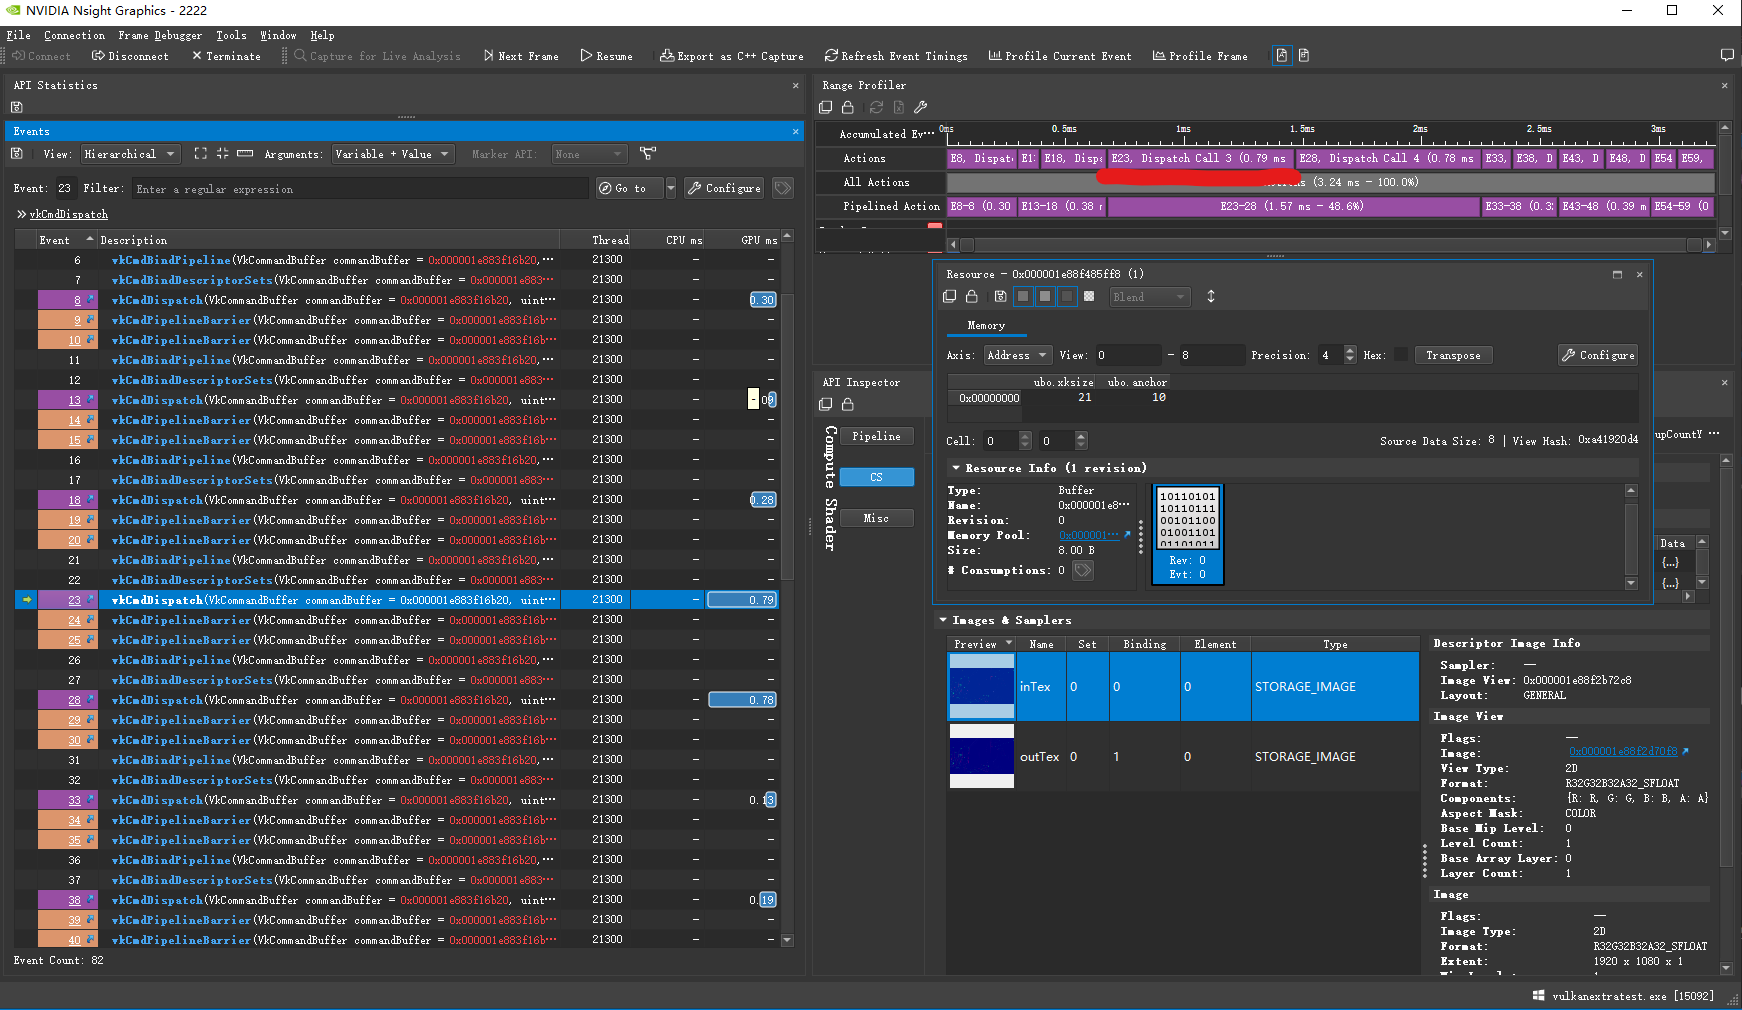 NVIDIA Nsight Graphics - 2222
File Connection Frame Debugger Tools Window Help
Connect Disconnect Terminate Capture for Live Analysis Next Frame Resume Export as C++ Capture Refresh Event Timings Profile Current Event Profile Frame
API Statistics
Events
View: Hierarchical Arguments: Variable + Value Marker API: None
Event: 23 Filter: Enter a regular expression Go to Configure
vkCmdDispatch
Event Description Thread CPU ms GPU ms
6 vkCmdBindPipeline(VkCommandBuffer commandBuffer = 0x000001e883f16b20,⋯ 21300 — —
7 vkCmdBindDescriptorSets(VkCommandBuffer commandBuffer = 0x000001e883⋯ 21300 — —
8 vkCmdDispatch(VkCommandBuffer commandBuffer = 0x000001e883f16b20, uint⋯ 21300 — 0.30
9 vkCmdPipelineBarrier(VkCommandBuffer commandBuffer = 0x000001e883f16b⋯ 21300 — —
10 vkCmdPipelineBarrier(VkCommandBuffer commandBuffer = 0x000001e883f16b⋯ 21300 — —
11 vkCmdBindPipeline(VkCommandBuffer commandBuffer = 0x000001e883f16b20,⋯ 21300 — —
12 vkCmdBindDescriptorSets(VkCommandBuffer commandBuffer = 0x000001e883⋯ 21300 — —
13 vkCmdDispatch(VkCommandBuffer commandBuffer = 0x000001e883f16b20, uint⋯ 21300 — - 09
14 vkCmdPipelineBarrier(VkCommandBuffer commandBuffer = 0x000001e883f16b⋯ 21300 — —
15 vkCmdPipelineBarrier(VkCommandBuffer commandBuffer = 0x000001e883f16b⋯ 21300 — —
16 vkCmdBindPipeline(VkCommandBuffer commandBuffer = 0x000001e883f16b20,⋯ 21300 — —
17 vkCmdBindDescriptorSets(VkCommandBuffer commandBuffer = 0x000001e883⋯ 21300 — —
18 vkCmdDispatch(VkCommandBuffer commandBuffer = 0x000001e883f16b20, uint⋯ 21300 — 0.28
19 vkCmdPipelineBarrier(VkCommandBuffer commandBuffer = 0x000001e883f16b⋯ 21300 — —
20 vkCmdPipelineBarrier(VkCommandBuffer commandBuffer = 0x000001e883f16b⋯ 21300 — —
21 vkCmdBindPipeline(VkCommandBuffer commandBuffer = 0x000001e883f16b20,⋯ 21300 — —
22 vkCmdBindDescriptorSets(VkCommandBuffer commandBuffer = 0x000001e883⋯ 21300 — —
23 vkCmdDispatch(VkCommandBuffer commandBuffer = 0x000001e883f16b20, uint⋯ 21300 — 0.79
24 vkCmdPipelineBarrier(VkCommandBuffer commandBuffer = 0x000001e883f16b⋯ 21300 — —
25 vkCmdPipelineBarrier(VkCommandBuffer commandBuffer = 0x000001e883f16b⋯ 21300 — —
26 vkCmdBindPipeline(VkCommandBuffer commandBuffer = 0x000001e883f16b20,⋯ 21300 — —
27 vkCmdBindDescriptorSets(VkCommandBuffer commandBuffer = 0x000001e883⋯ 21300 — —
28 vkCmdDispatch(VkCommandBuffer commandBuffer = 0x000001e883f16b20, uint⋯ 21300 — 0.78
29 vkCmdPipelineBarrier(VkCommandBuffer commandBuffer = 0x000001e883f16b⋯ 21300 — —
30 vkCmdPipelineBarrier(VkCommandBuffer commandBuffer = 0x000001e883f16b⋯ 21300 — —
31 vkCmdBindPipeline(VkCommandBuffer commandBuffer = 0x000001e883f16b20,⋯ 21300 — —
32 vkCmdBindDescriptorSets(VkCommandBuffer commandBuffer = 0x000001e883⋯ 21300 — —
33 vkCmdDispatch(VkCommandBuffer commandBuffer = 0x000001e883f16b20, uint⋯ 21300 — 0.13
34 vkCmdPipelineBarrier(VkCommandBuffer commandBuffer = 0x000001e883f16b⋯ 21300 — —
35 vkCmdPipelineBarrier(VkCommandBuffer commandBuffer = 0x000001e883f16b⋯ 21300 — —
36 vkCmdBindPipeline(VkCommandBuffer commandBuffer = 0x000001e883f16b20,⋯ 21300 — —
37 vkCmdBindDescriptorSets(VkCommandBuffer commandBuffer = 0x000001e883⋯ 21300 — —
38 vkCmdDispatch(VkCommandBuffer commandBuffer = 0x000001e883f16b20, uint⋯ 21300 — 0.19
39 vkCmdPipelineBarrier(VkCommandBuffer commandBuffer = 0x000001e883f16b⋯ 21300 — —
40 vkCmdPipelineBarrier(VkCommandBuffer commandBuffer = 0x000001e883f16b⋯ 21300 — —
Event Count: 82
Range Profiler
Accumulated Ev⋯ 0ms 0.5ms 1ms 1.5ms 2ms 2.5ms 3ms
Actions E8, Dispat E1 E18, Disp E23, Dispatch Call 3 (0.79 ms E28, Dispatch Call 4 (0.78 ms E33, E38, D E43, D E48, D E54 E59,
All Actions (3.24 ms - 100.0%)
Pipelined Action E8-8 (0.30 E13-18 (0.38 E23-28 (1.57 ms - 48.6%) E33-38 (0.3 E43-48 (0.39 m E54-59 (0
Resource - 0x000001e88f485ff8 (1)
Blend
Memory
Axis: Address View: 0 - 8 Precision: 4 Hex: Transpose Configure
ubo.xksize ubo.anchor
0x00000000 21 10
Cell: 0 0 Source Data Size: 8 | View Hash: 0xa41920d4
Resource Info (1 revision)
Type: Buffer
Name: 0x000001e8⋯
Revision: 0
Memory Pool: 0x000001⋯
Size: 8.00 B
# Consumptions: 0
10110101
10110111
00101100
01001101
01101011
Rev: 0
Evt: 0
API Inspector
Compute Shader
Pipeline
CS
Misc
upCountY ⋯
Data
{...}
{...}
Images & Samplers
Preview Name Set Binding Element Type
inTex 0 0 0 STORAGE_IMAGE
outTex 0 1 0 STORAGE_IMAGE
Descriptor Image Info
Sampler: —
Image View: 0x000001e88f2b72c8
Layout: GENERAL
Image View
Flags: —
Image: 0x000001e88f2d70f8
View Type: 2D
Format: R32G32B32A32_SFLOAT
Components: {R: R, G: G, B: B, A: A}
Aspect Mask: COLOR
Base Mip Level: 0
Level Count: 1
Base Array Layer: 0
Layer Count: 1
Image
Flags: —
Image Type: 2D
Format: R32G32B32A32_SFLOAT
Extent: 1920 x 1080 x 1
vulkanextratest.exe [15092]